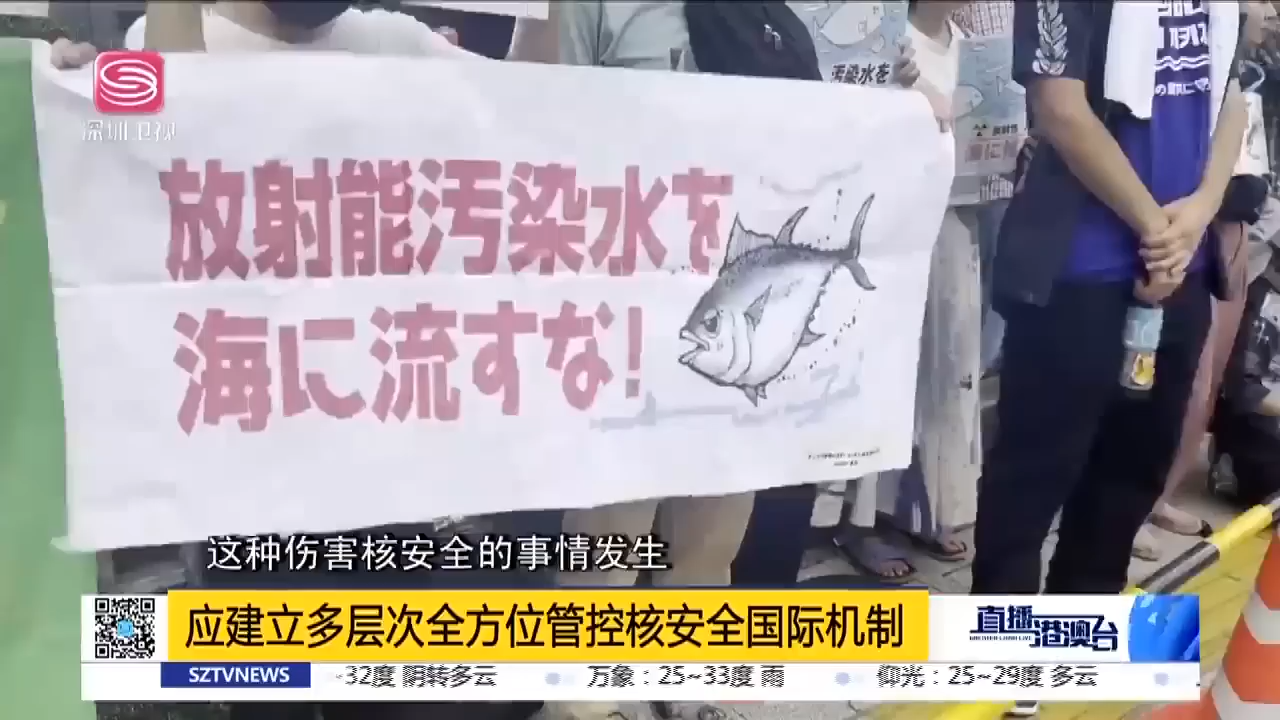 深圳卫视
汚染水を
放射能汚染水を
海に流すな!
这种伤害核安全的事情发生
应建立多层次全方位管控核安全国际机制
直播港澳台
SZTVNEWS
-32度 阴转多云 万象：25~33度 雨 仰光：25~29度 多云